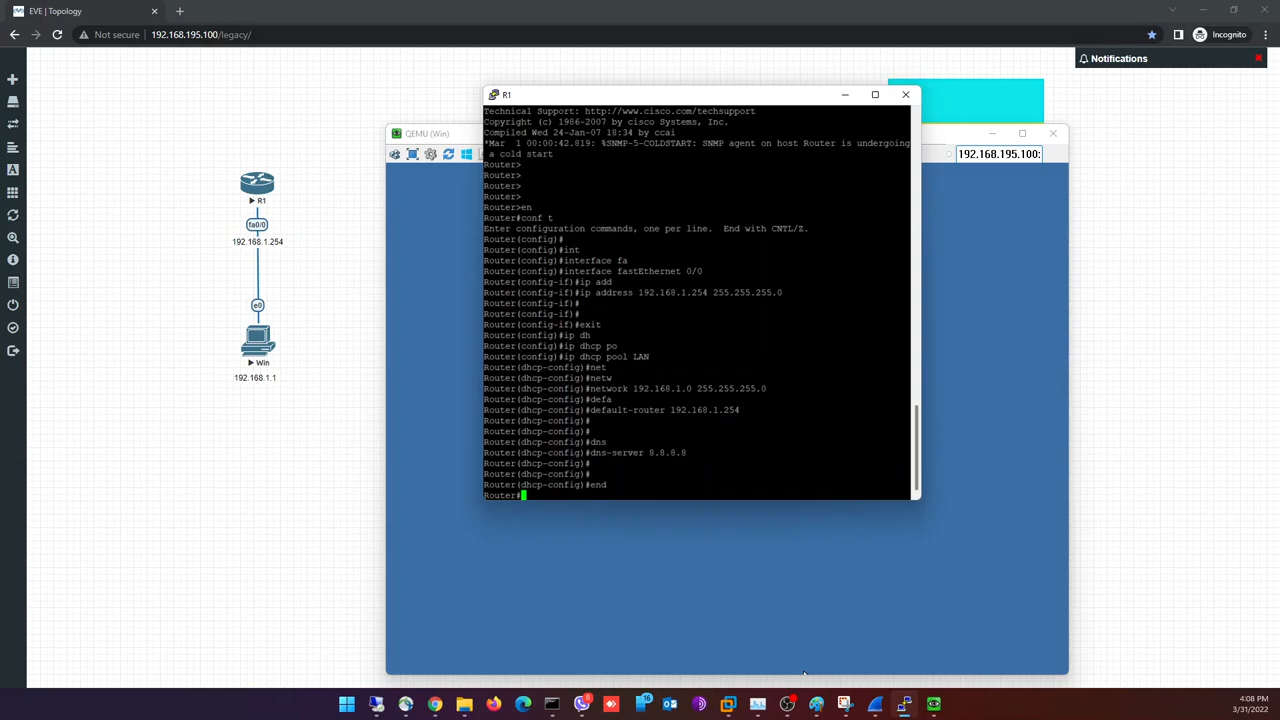 EVE | Topology
Not secure
192.168.195.100/legacy/
Incognito
Notifications
R1
QEMU (Win)
192.168.195.100:
Technical Support: http://www.cisco.com/techsupport
Copyright (c) 1986-2007 by cisco Systems, Inc.
Compiled Wed 24-Jan-07 18:34 by ccai
*Mar  1 00:00:42.819: %SNMP-5-COLDSTART: SNMP agent on host Router is undergoing
a cold start
Router>
Router>
Router>
Router>
Router>en
Router#conf t
Enter configuration commands, one per line.  End with CNTL/Z.
Router(config)#
Router(config)#int
Router(config)#interface fa
Router(config)#interface fastEthernet 0/0
Router(config-if)#ip add
Router(config-if)#ip address 192.168.1.254 255.255.255.0
Router(config-if)#
Router(config-if)#
Router(config-if)#exit
Router(config)#ip dh
Router(config)#ip dhcp po
Router(config)#ip dhcp pool LAN
Router(dhcp-config)#net
Router(dhcp-config)#netw
Router(dhcp-config)#network 192.168.1.0 255.255.255.0
Router(dhcp-config)#defa
Router(dhcp-config)#default-router 192.168.1.254
Router(dhcp-config)#
Router(dhcp-config)#
Router(dhcp-config)#dns
Router(dhcp-config)#dns-server 8.8.8.8
Router(dhcp-config)#
Router(dhcp-config)#
Router(dhcp-config)#end
Router#
R1
fa0/0
192.168.1.254
e0
Win
192.168.1.1
6
16
4:08 PM
3/31/2022